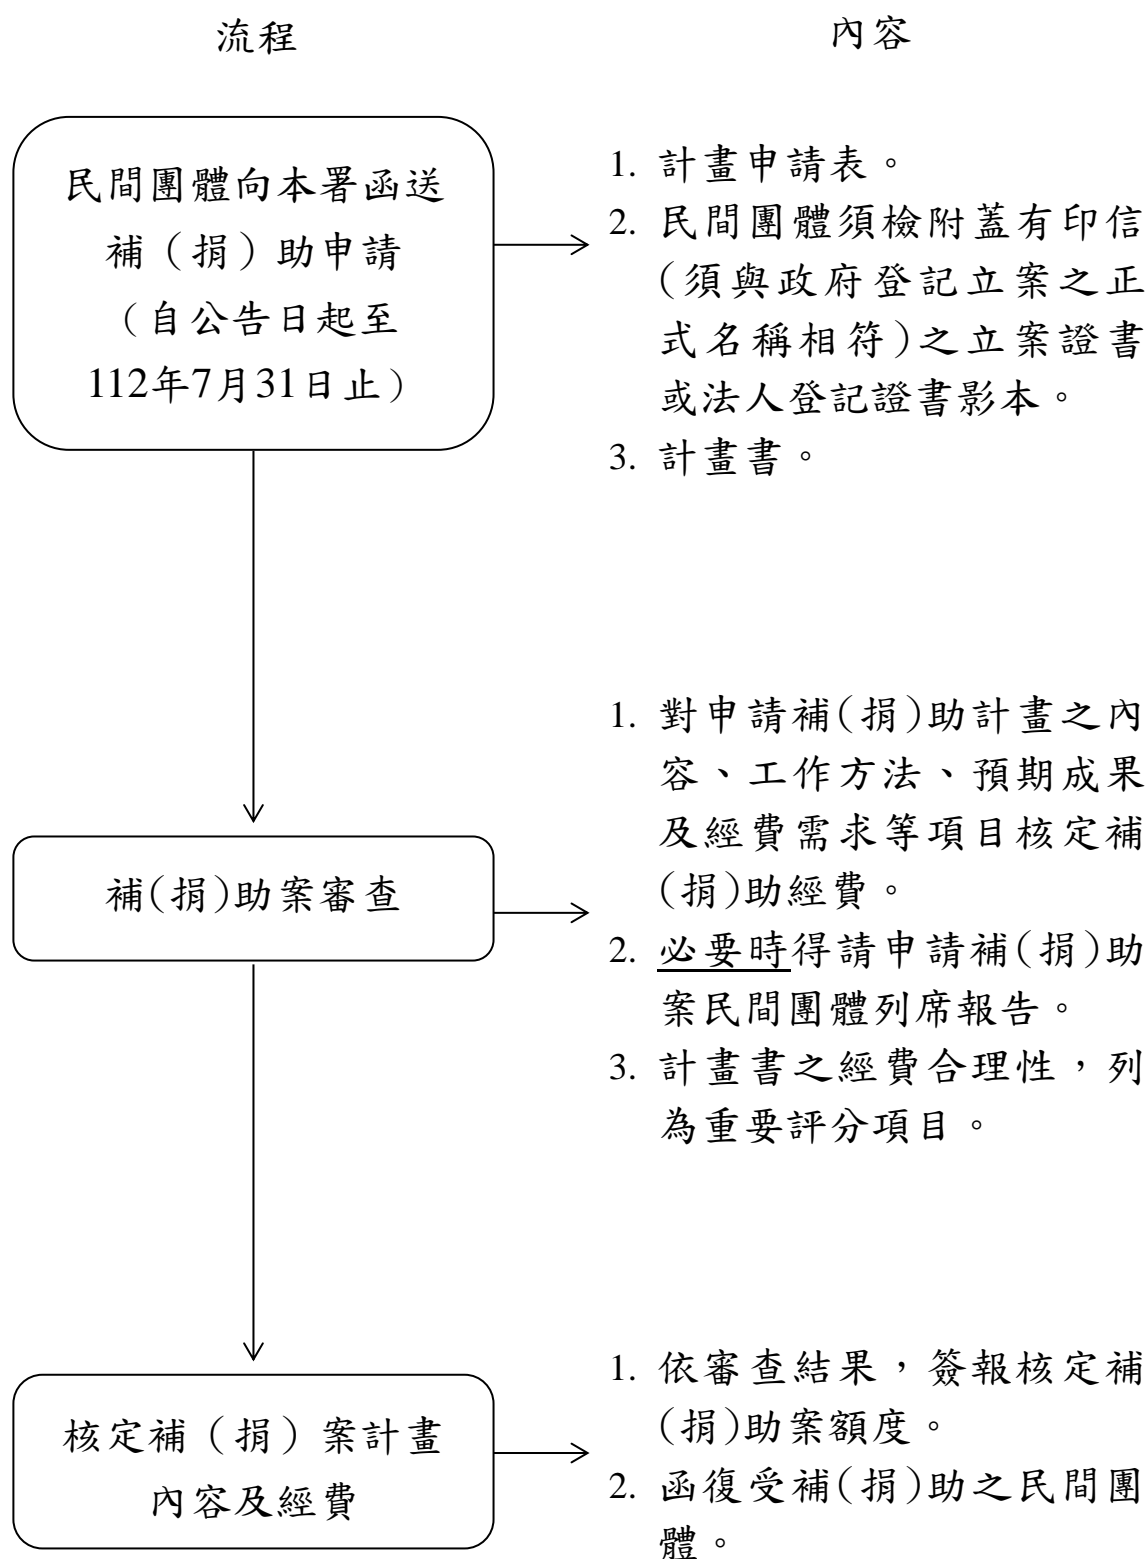 流程
內容
民間團體向本署函送
補（捐）助申請
（自公告日起至
112年7月31日止）
1. 計畫申請表。
2. 民間團體須檢附蓋有印信
(須與政府登記立案之正
式名稱相符)之立案證書
或法人登記證書影本。
3. 計畫書。
補(捐)助案審查
1. 對申請補(捐)助計畫之內
容、工作方法、預期成果
及經費需求等項目核定補
(捐)助經費。
2. 必要時得請申請補(捐)助
案民間團體列席報告。
3. 計畫書之經費合理性，列
為重要評分項目。
核定補（捐）案計畫
內容及經費
1. 依審查結果，簽報核定補
(捐)助案額度。
2. 函復受補(捐)助之民間團
體。